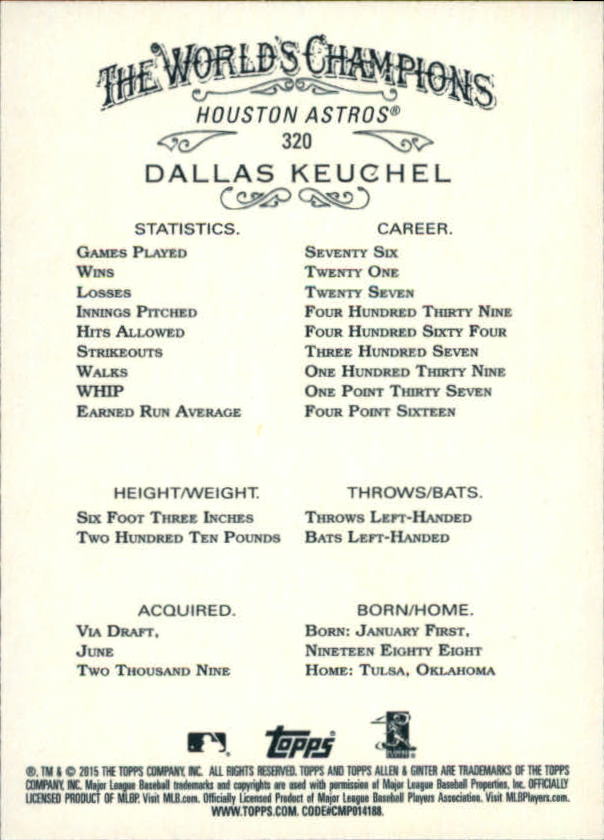 THE WORLD'S CHAMPIONS
HOUSTON ASTROS®
320
DALLAS KEUCHEL
STATISTICS. CAREER.
GAMES PLAYED SEVENTY SIX
WINS TWENTY ONE
LOSSES TWENTY SEVEN
INNINGS PITCHED FOUR HUNDRED THIRTY NINE
HITS ALLOWED FOUR HUNDRED SIXTY FOUR
STRIKEOUTS THREE HUNDRED SEVEN
WALKS ONE HUNDRED THIRTY NINE
WHIP ONE POINT THIRTY SEVEN
EARNED RUN AVERAGE FOUR POINT SIXTEEN
HEIGHT/WEIGHT. THROWS/BATS.
SIX FOOT THREE INCHES THROWS LEFT-HANDED
TWO HUNDRED TEN POUNDS BATS LEFT-HANDED
ACQUIRED. BORN/HOME.
VIA DRAFT, BORN: JANUARY FIRST,
JUNE NINETEEN EIGHTY EIGHT
TWO THOUSAND NINE HOME: TULSA, OKLAHOMA
Topps
®, TM & © 2015 THE TOPPS COMPANY, INC. ALL RIGHTS RESERVED. TOPPS AND TOPPS ALLEN & GINTER ARE TRADEMARKS OF THE TOPPS
COMPANY, INC. Major League Baseball trademarks and copyrights are used with permission of Major League Baseball Properties, Inc. OFFICIALLY
LICENSED PRODUCT OF MLBP. Visit MLB.com. Officially Licensed Product of Major League Baseball Players Association. Visit MLBPlayers.com.
WWW.TOPPS.COM. CODE#CMP014188.